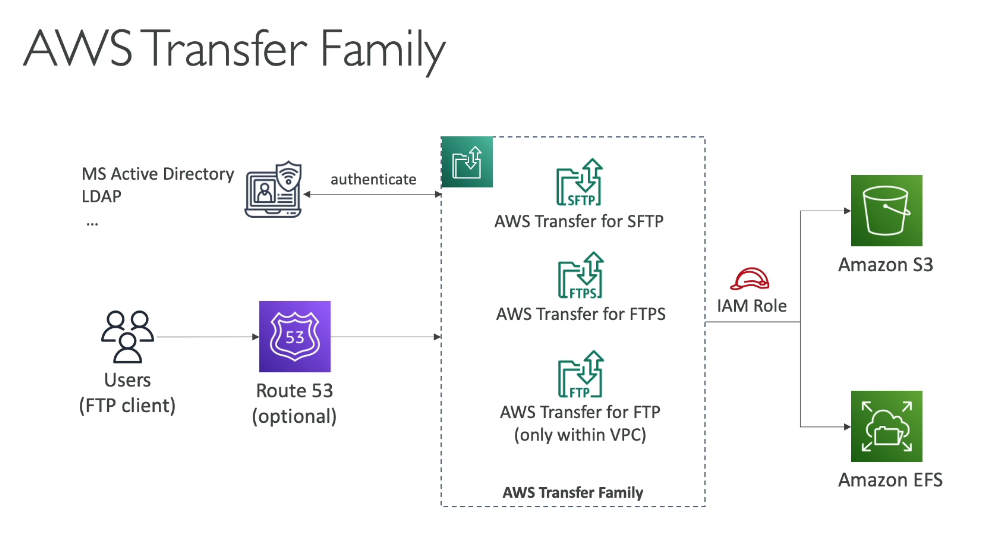 AWS Transfer Family
MS Active Directory
LDAP
...
authenticate
SFTP
AWS Transfer for SFTP
FTPS
AWS Transfer for FTPS
FTP
AWS Transfer for FTP
(only within VPC)
AWS Transfer Family
Users
(FTP client)
53
Route 53
(optional)
IAM Role
Amazon S3
Amazon EFS